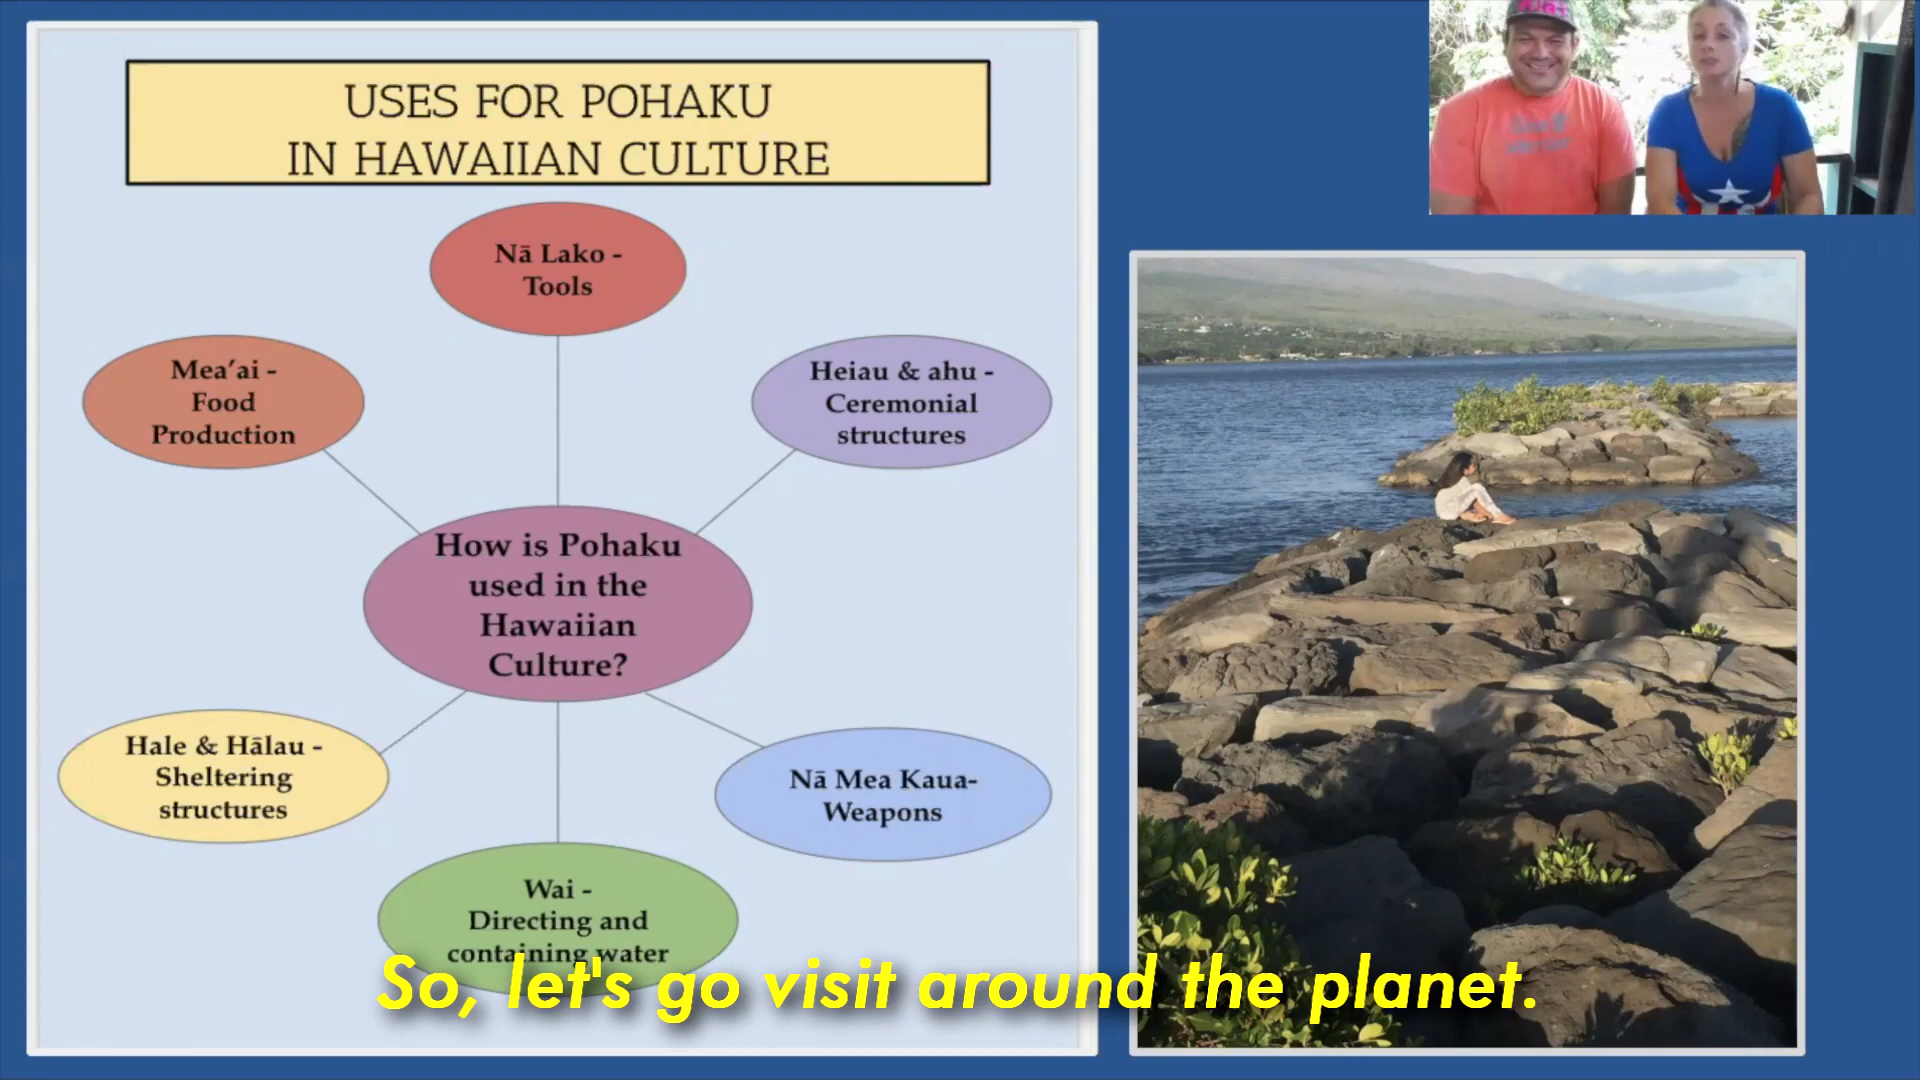 USES FOR POHAKU
IN HAWAIIAN CULTURE
Nā Lako -
Tools
Mea’ai -
Food
Production
Heiau & ahu -
Ceremonial
structures
How is Pohaku
used in the
Hawaiian
Culture?
Hale & Hālau -
Sheltering
structures
Nā Mea Kaua-
Weapons
Wai -
Directing and
containing water
So, let's go visit around the planet.